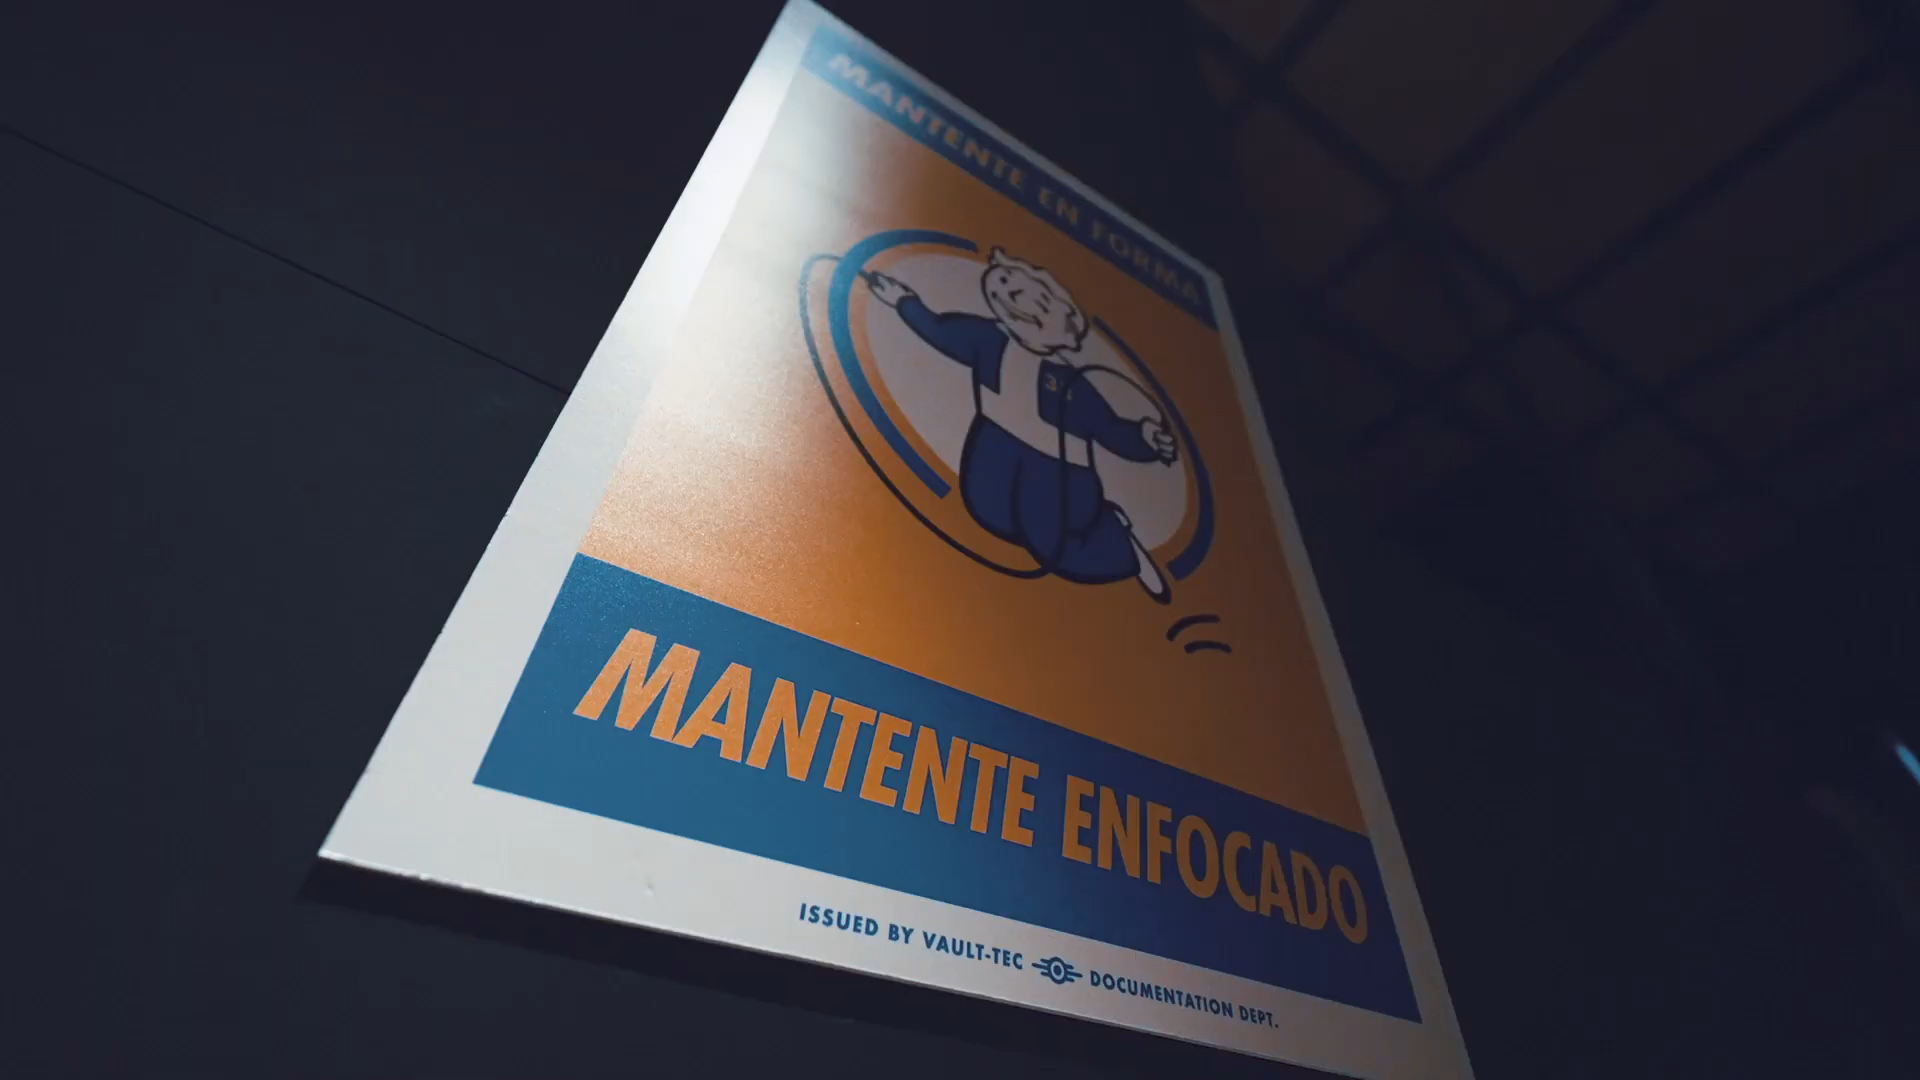 MANTENTE EN FORMA
MANTENTE ENFOCADO
ISSUED BY VAULT-TEC DOCUMENTATION DEPT.